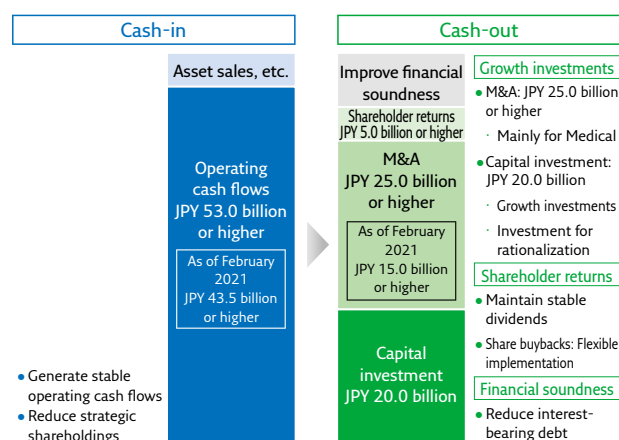 Cash-in
Asset sales, etc.
Operating
cash flows
JPY 53.0 billion
or higher
As of February
2021
JPY 43.5 billion
or higher
• Generate stable
operating cash flows
• Reduce strategic
shareholdings
Cash-out
Improve financial
soundness
Shareholder returns
JPY 5.0 billion or higher
M&A
JPY 25.0 billion
or higher
As of February
2021
JPY 15.0 billion
or higher
Capital
investment
JPY 20.0 billion
Growth investments
• M&A: JPY 25.0 billion
or higher
· Mainly for Medical
• Capital investment:
JPY 20.0 billion
· Growth investments
· Investment for
rationalization
Shareholder returns
• Maintain stable
dividends
• Share buybacks: Flexible
implementation
Financial soundness
• Reduce interest-
bearing debt